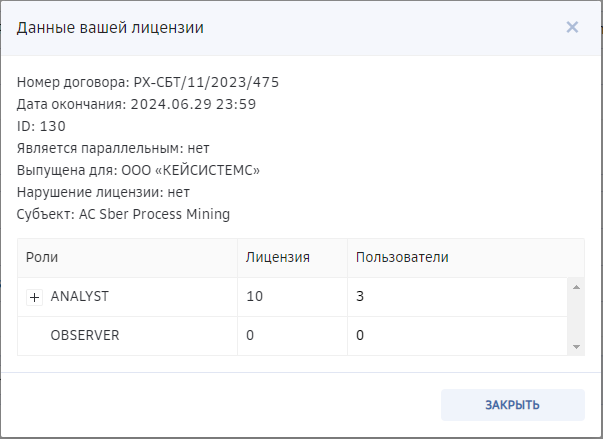 Данные вашей лицензии
Номер договора: РХ-СБТ/11/2023/475
Дата окончания: 2024.06.29 23:59
ID: 130
Является параллельным: нет
Выпущена для: ООО «КЕЙСИСТЕМС»
Нарушение лицензии: нет
Субъект: АС Sber Process Mining
Роли Лицензия Пользователи
ANALYST 10 3
OBSERVER 0 0
ЗАКРЫТЬ